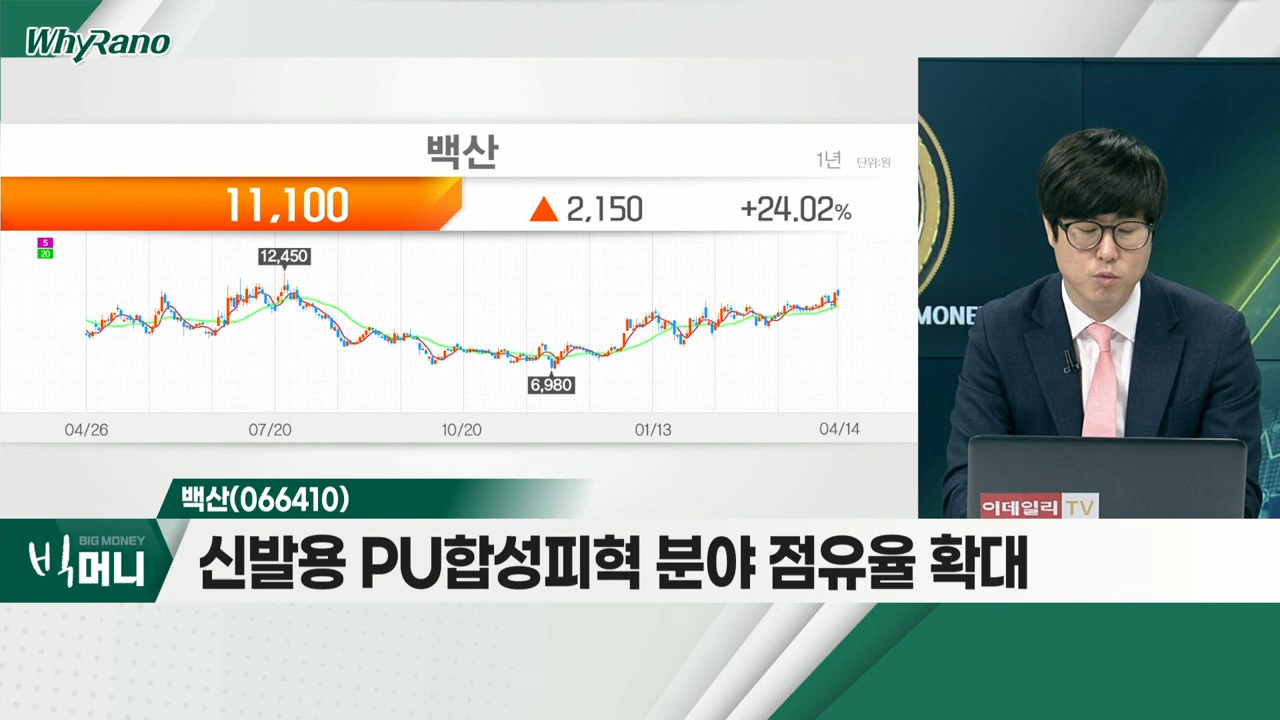 WhyRano
백산
1년 단위:원
11,100 ▲ 2,150 +24.02%
5
20
12,450
6,980
04/26 07/20 10/20 01/13 04/14
MONE
이데일리 TV
백산(066410)
BIG MONEY
빅머니
신발용 PU합성피혁 분야 점유율 확대